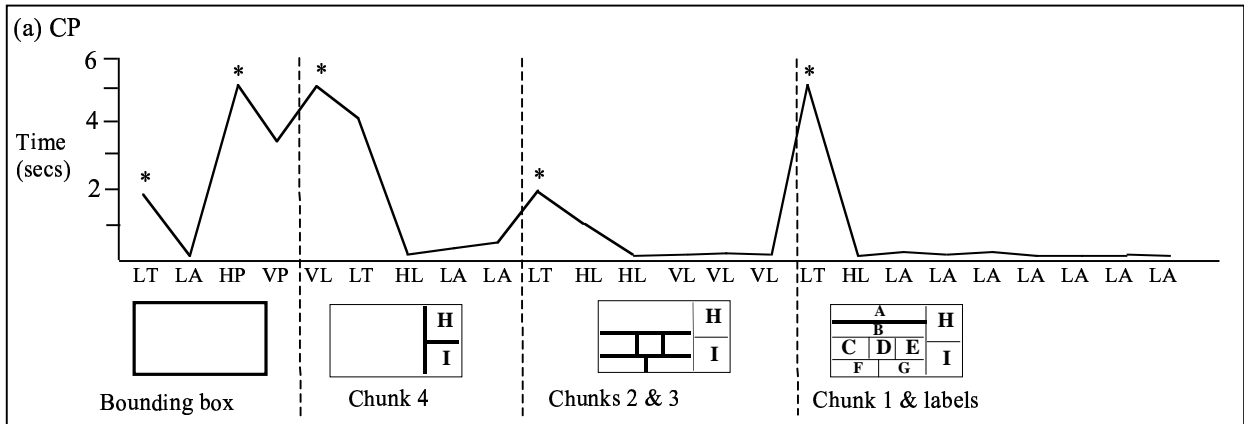 (a) CP
6
4
2
Time
(secs)
* * * * *
LT LA HP VP VL LT HL LA LA LT HL HL VL VL VL LT HL LA LA LA LA LA LA LA
H
I
H
I
A
B
C D E
F G
H
I
Bounding box Chunk 4 Chunks 2 & 3 Chunk 1 & labels